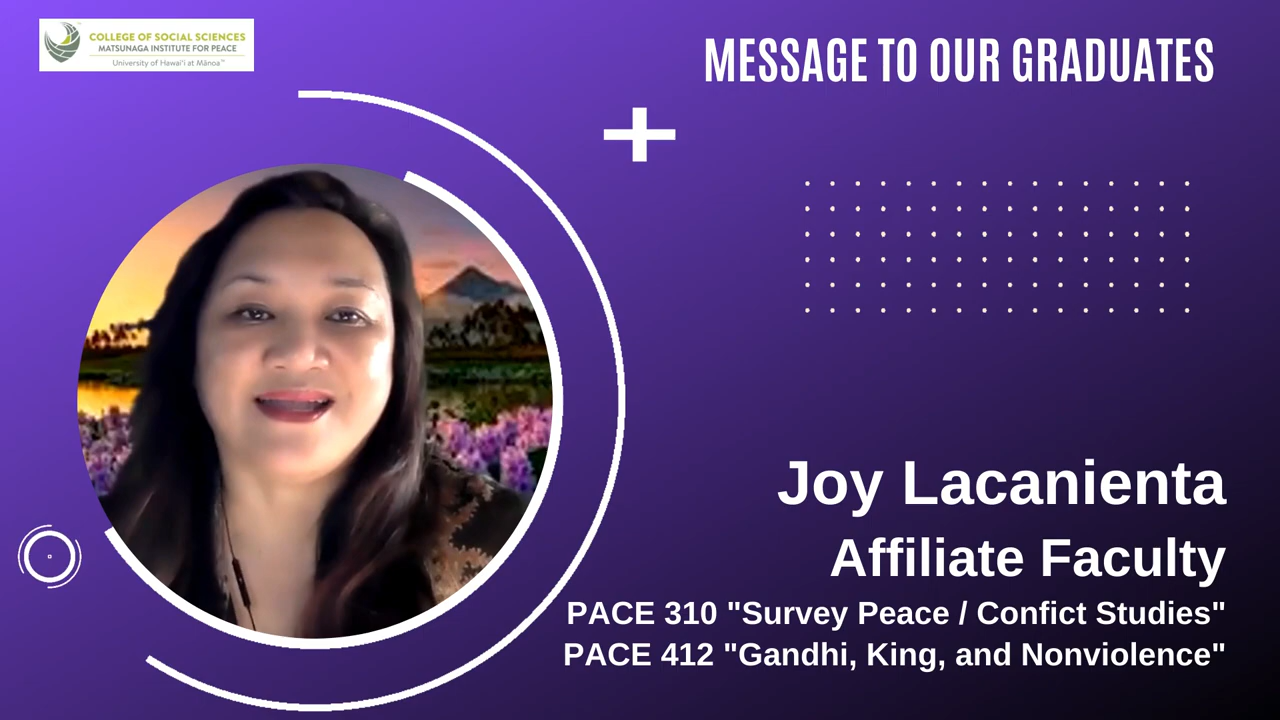 COLLEGE OF SOCIAL SCIENCES
MATSUNAGA INSTITUTE FOR PEACE
University of Hawai‘i at Mānoa™
MESSAGE TO OUR GRADUATES
Joy Lacanienta
Affiliate Faculty
PACE 310 "Survey Peace / Confict Studies"
PACE 412 "Gandhi, King, and Nonviolence"